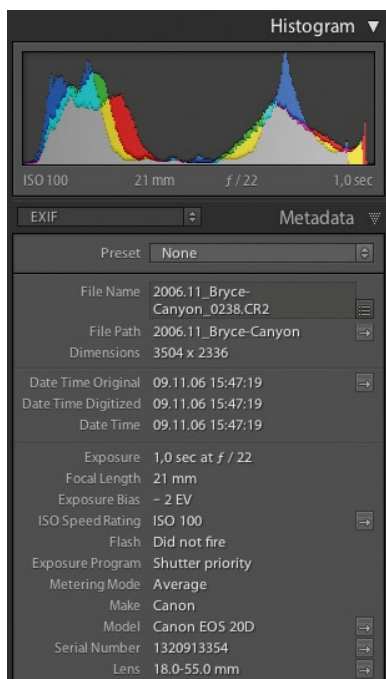 Histogram
ISO 100 21 mm ƒ / 22 1,0 sec
EXIF Metadata
Preset None
File Name 2006.11_Bryce-
Canyon_0238.CR2
File Path 2006.11_Bryce-Canyon
Dimensions 3504 x 2336
Date Time Original 09.11.06 15:47:19
Date Time Digitized 09.11.06 15:47:19
Date Time 09.11.06 15:47:19
Exposure 1,0 sec at ƒ / 22
Focal Length 21 mm
Exposure Bias – 2 EV
ISO Speed Rating ISO 100
Flash Did not fire
Exposure Program Shutter priority
Metering Mode Average
Make Canon
Model Canon EOS 20D
Serial Number 1320913354
Lens 18.0-55.0 mm